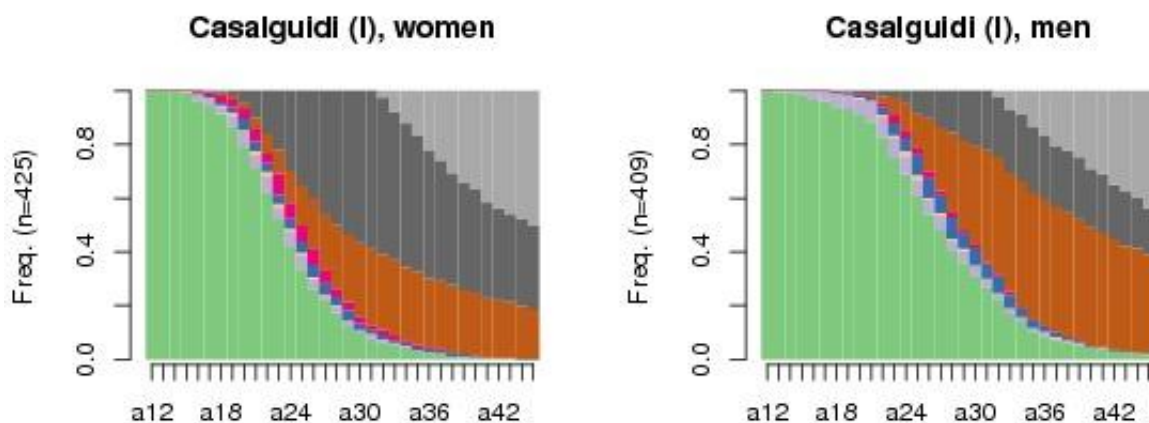 Casalguidi (I), women
Freq. (n=425)
0.0 0.4 0.8
a12 a18 a24 a30 a36 a42
Casalguidi (I), men
Freq. (n=409)
0.0 0.4 0.8
a12 a18 a24 a30 a36 a42